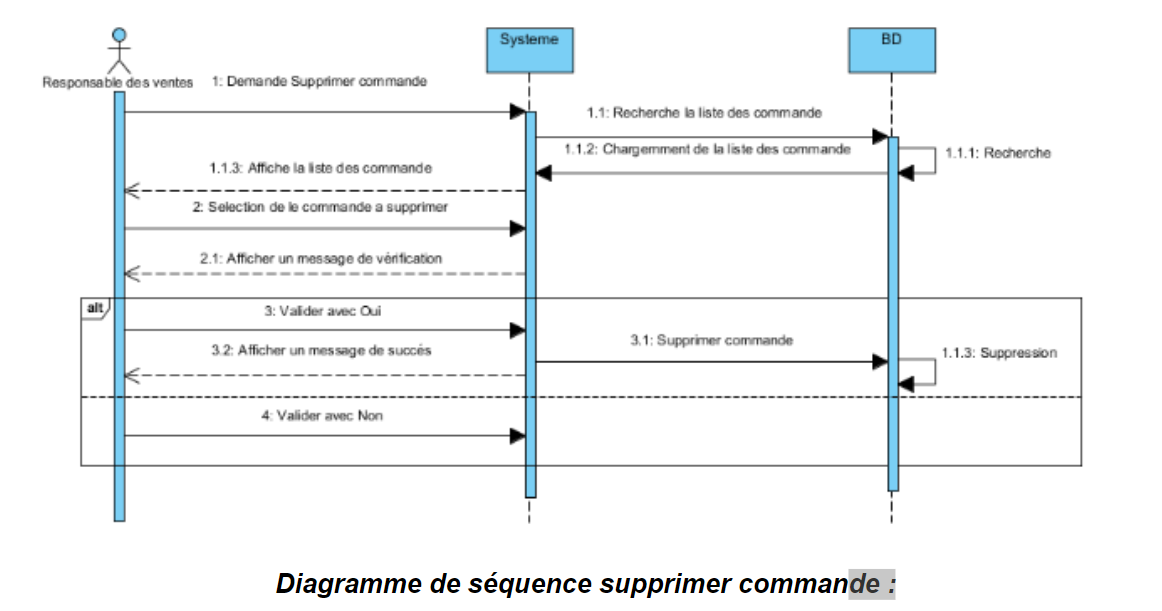 Systeme
BD
Responsable des ventes
1: Demande Supprimer commande
1.1: Recherche la liste des commande
1.1.2: Chargemment de la liste des commande
1.1.1: Recherche
1.1.3: Affiche la liste des commande
2: Selection de le commande a supprimer
2.1: Afficher un message de vérification
alt
3: Valider avec Oui
3.1: Supprimer commande
3.2: Afficher un message de succés
1.1.3: Suppression
4: Valider avec Non
Diagramme de séquence supprimer commande :